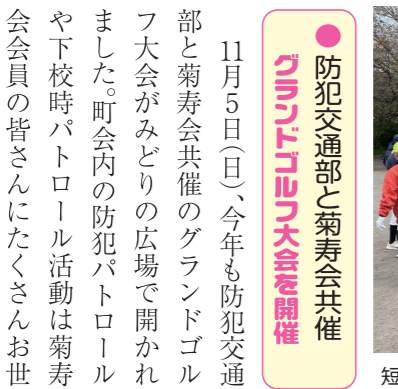 ●防犯交通部と菊寿会共催
グランドゴルフ大会を開催
11月5日(日)、今年も防犯交通
部と菊寿会共催のグランドゴル
フ大会がみどりの広場で開かれ
ました。町会内の防犯パトロール
や下校時パトロール活動は菊寿
会会員の皆さんにたくさんお世
短